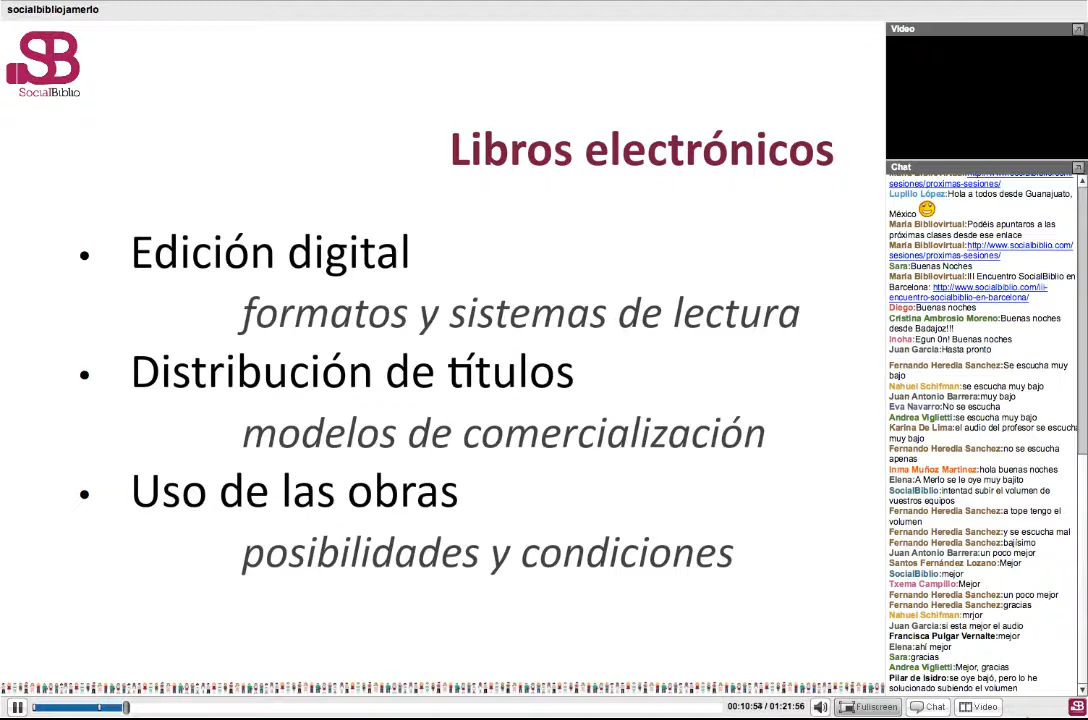 socialbibliojamerlo
SB
SocialBiblio
Libros electrónicos
• Edición digital
formatos y sistemas de lectura
• Distribución de títulos
modelos de comercialización
• Uso de las obras
posibilidades y condiciones
Video
Chat
sesiones/proximas-sesiones/
Lupillo López:Hola a todos desde Guanajuato,
México
Maria Bibliovirtual:Podéis apuntaros a las
próximas clases desde ese enlace
Maria Bibliovirtual:http://www.socialbiblio.com/
sesiones/proximas-sesiones/
Sara:Buenas Noches
Maria Bibliovirtual:III Encuentro SocialBiblio en
Barcelona: http://www.socialbiblio.com/iii-
encuentro-socialbiblio-en-barcelona/
Diego:Buenas noches
Cristina Ambrosio Moreno:Buenas noches
desde Badajoz!!!
Inoha:Egun 0n! Buenas noches
Juan Garcia:Hasta pronto
Fernando Heredia Sanchez:Se escucha muy
bajo
Nahuel Schifman:se escucha muy bajo
Juan Antonio Barrera:muy bajo
Eva Navarro:No se escucha
Andrea Viglietti:se escucha muy bajo
Karina De Lima:el audio del profesor se escucha
muy bajo
Fernando Heredia Sanchez:no se escucha
apenas
Inma Muñoz Martinez:hola buenas noches
Elena:A Merlo se le oye muy bajito
SocialBiblio:intentad subir el volumen de
vuestros equipos
Fernando Heredia Sanchez:a tope tengo el
volumen
Fernando Heredia Sanchez:y se escucha mal
Fernando Heredia Sanchez:bajísimo
Juan Antonio Barrera:un poco mejor
Santos Fernández Lozano:Mejor
SocialBiblio:mejor
Txema Campillo:Mejor
Fernando Heredia Sanchez:un poco mejor
Fernando Heredia Sanchez:gracias
Nahuel Schifman:mrjor
Juan Garcia:si esta mejor el audio
Francisca Pulgar Vernalte:mejor
Elena:ahí mejor
Sara:gracias
Andrea Viglietti:Mejor, gracias
Pilar de Isidro:se oye bajó, pero lo he
solucionado subiendo el volumen
00:10:54 / 01:21:56
Fullscreen
Chat
Video
SB